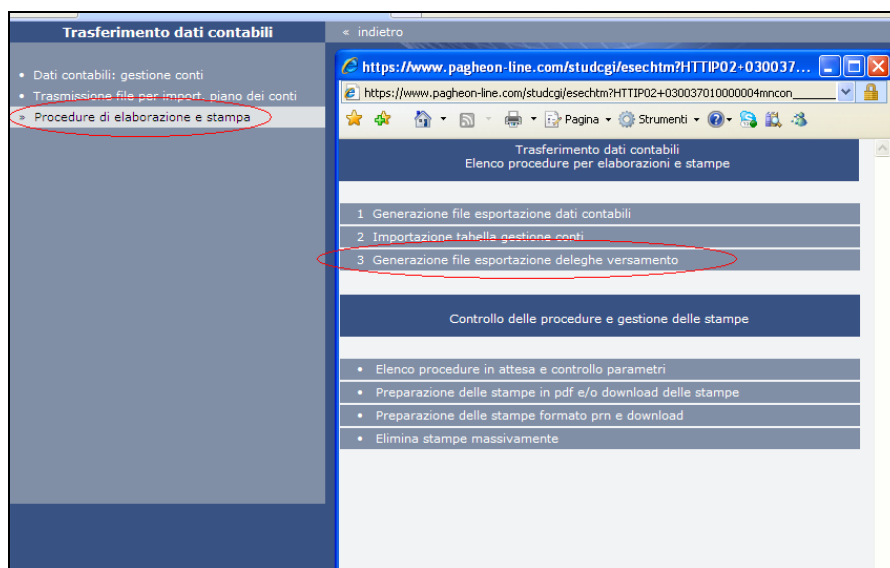 Trasferimento dati contabili
« indietro
• Dati contabili: gestione conti
• Trasmissione file per import. piano dei conti
» Procedure di elaborazione e stampa
https://www.pagheon-line.com/studcgi/esechtm?HTTIP02+030037...
https://www.pagheon-line.com/studcgi/esechtm?HTTIP02+030037010000004mncon_____
Pagina Strumenti
Trasferimento dati contabili
Elenco procedure per elaborazioni e stampe
1 Generazione file esportazione dati contabili
2 Importazione tabella gestione conti
3 Generazione file esportazione deleghe versamento
Controllo delle procedure e gestione delle stampe
• Elenco procedure in attesa e controllo parametri
• Preparazione delle stampe in pdf e/o download delle stampe
• Preparazione delle stampe formato prn e download
• Elimina stampe massivamente